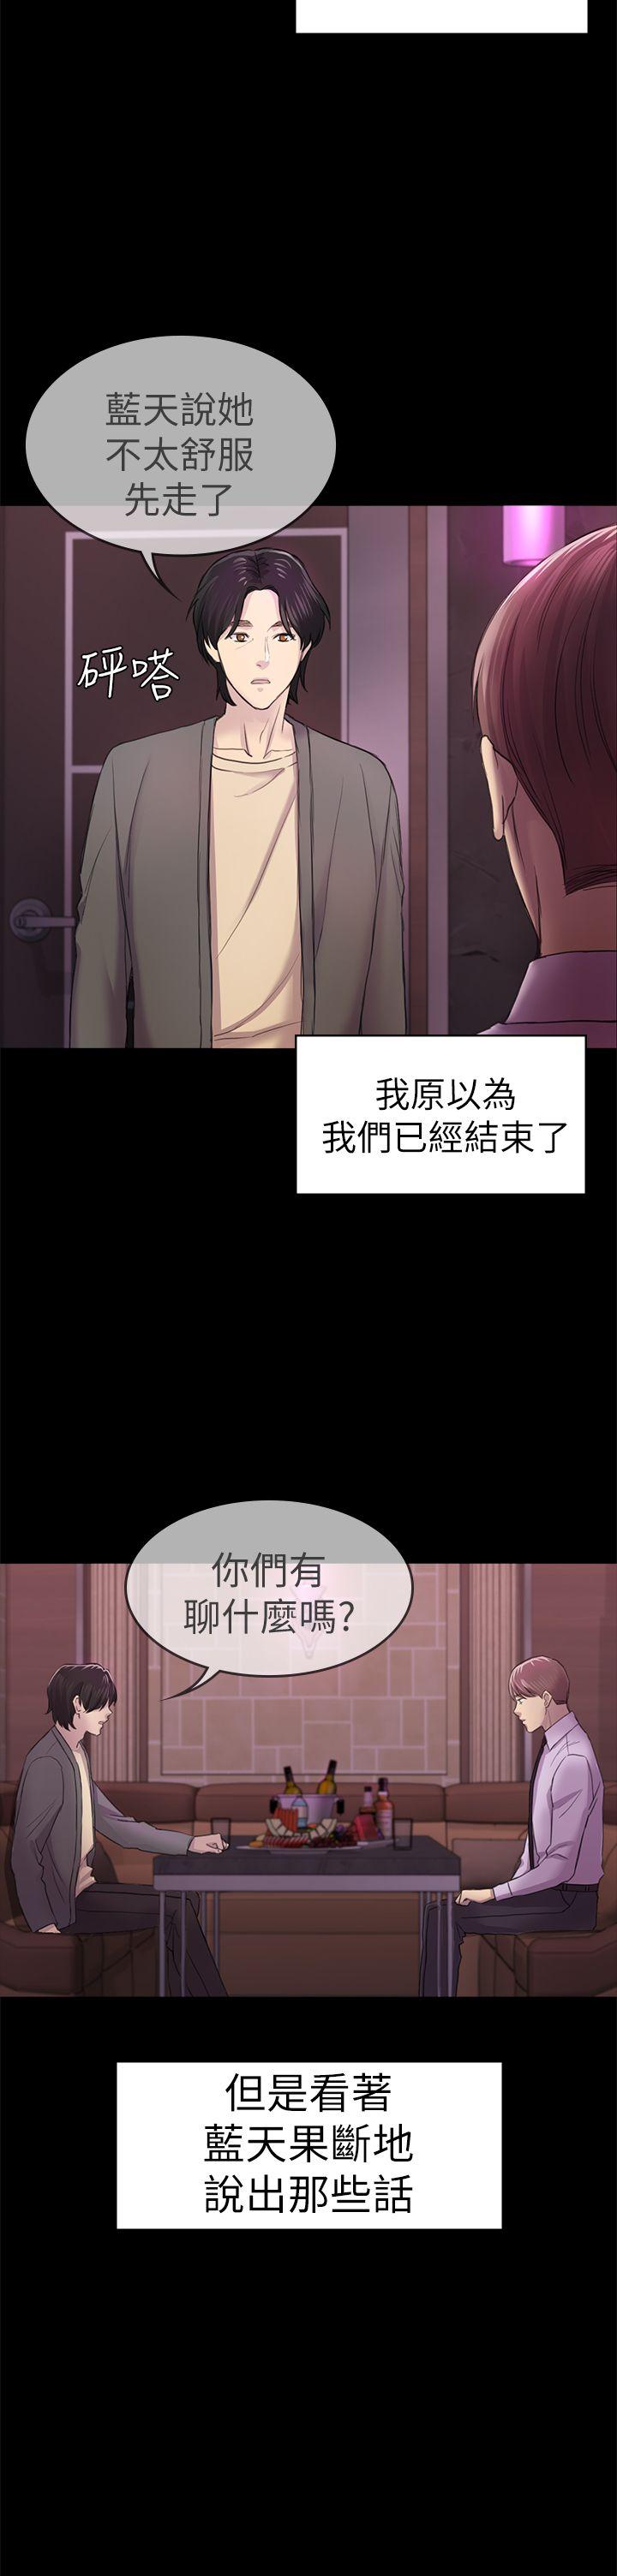 藍天說她
不太舒服
先走了
砰嗒
我原以為
我們已經結束了
你們有
聊什麼嗎?
但是看著
藍天果斷地
說出那些話